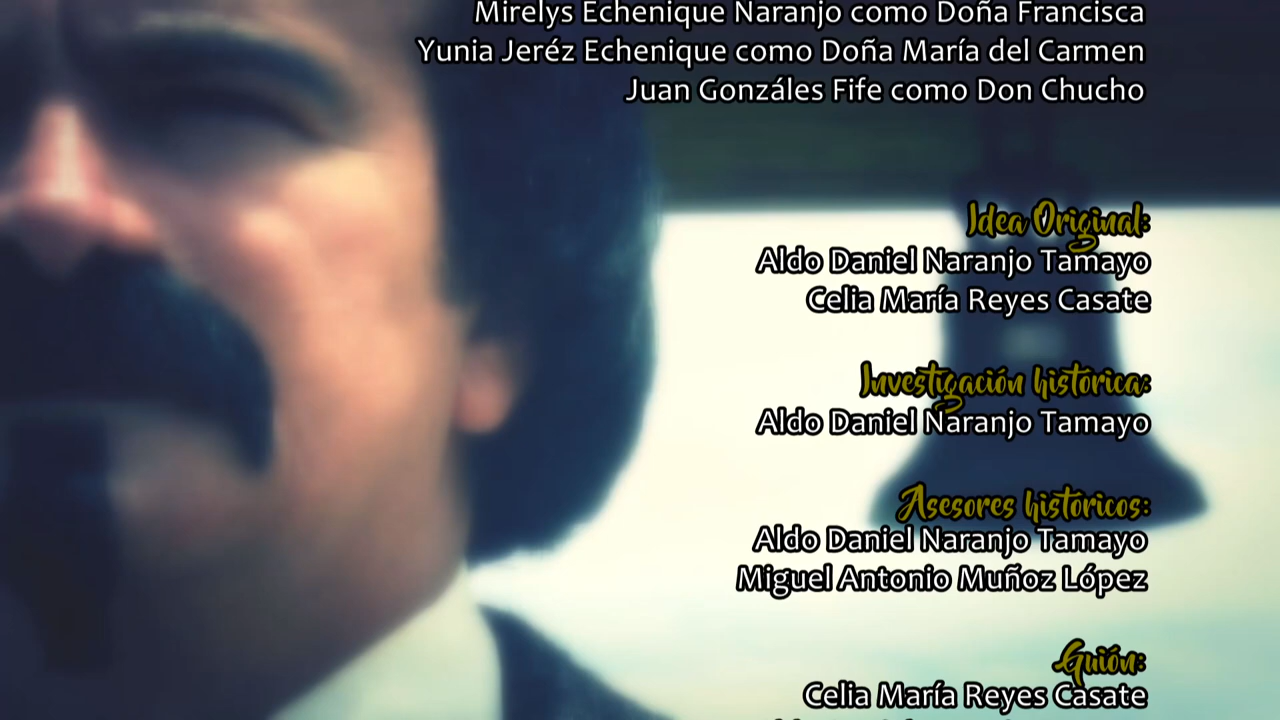 Mirelys Echenique Naranjo como Doña Francisca
Yunia Jeréz Echenique como Doña María del Carmen
Juan Gonzáles Fife como Don Chucho
Idea Original:
Aldo Daniel Naranjo Tamayo
Celia María Reyes Casate
Investigación histórica:
Aldo Daniel Naranjo Tamayo
Asesores históricos:
Aldo Daniel Naranjo Tamayo
Miguel Antonio Muñoz López
Guión:
Celia María Reyes Casate